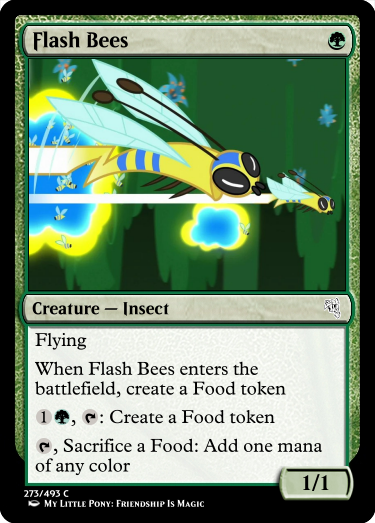 Flash Bees
Creature — Insect
Flying
When Flash Bees enters the
battlefield, create a Food token
1, : Create a Food token
, Sacrifice a Food: Add one mana
of any color
1/1
273/493 C
My Little Pony: Friendship Is Magic